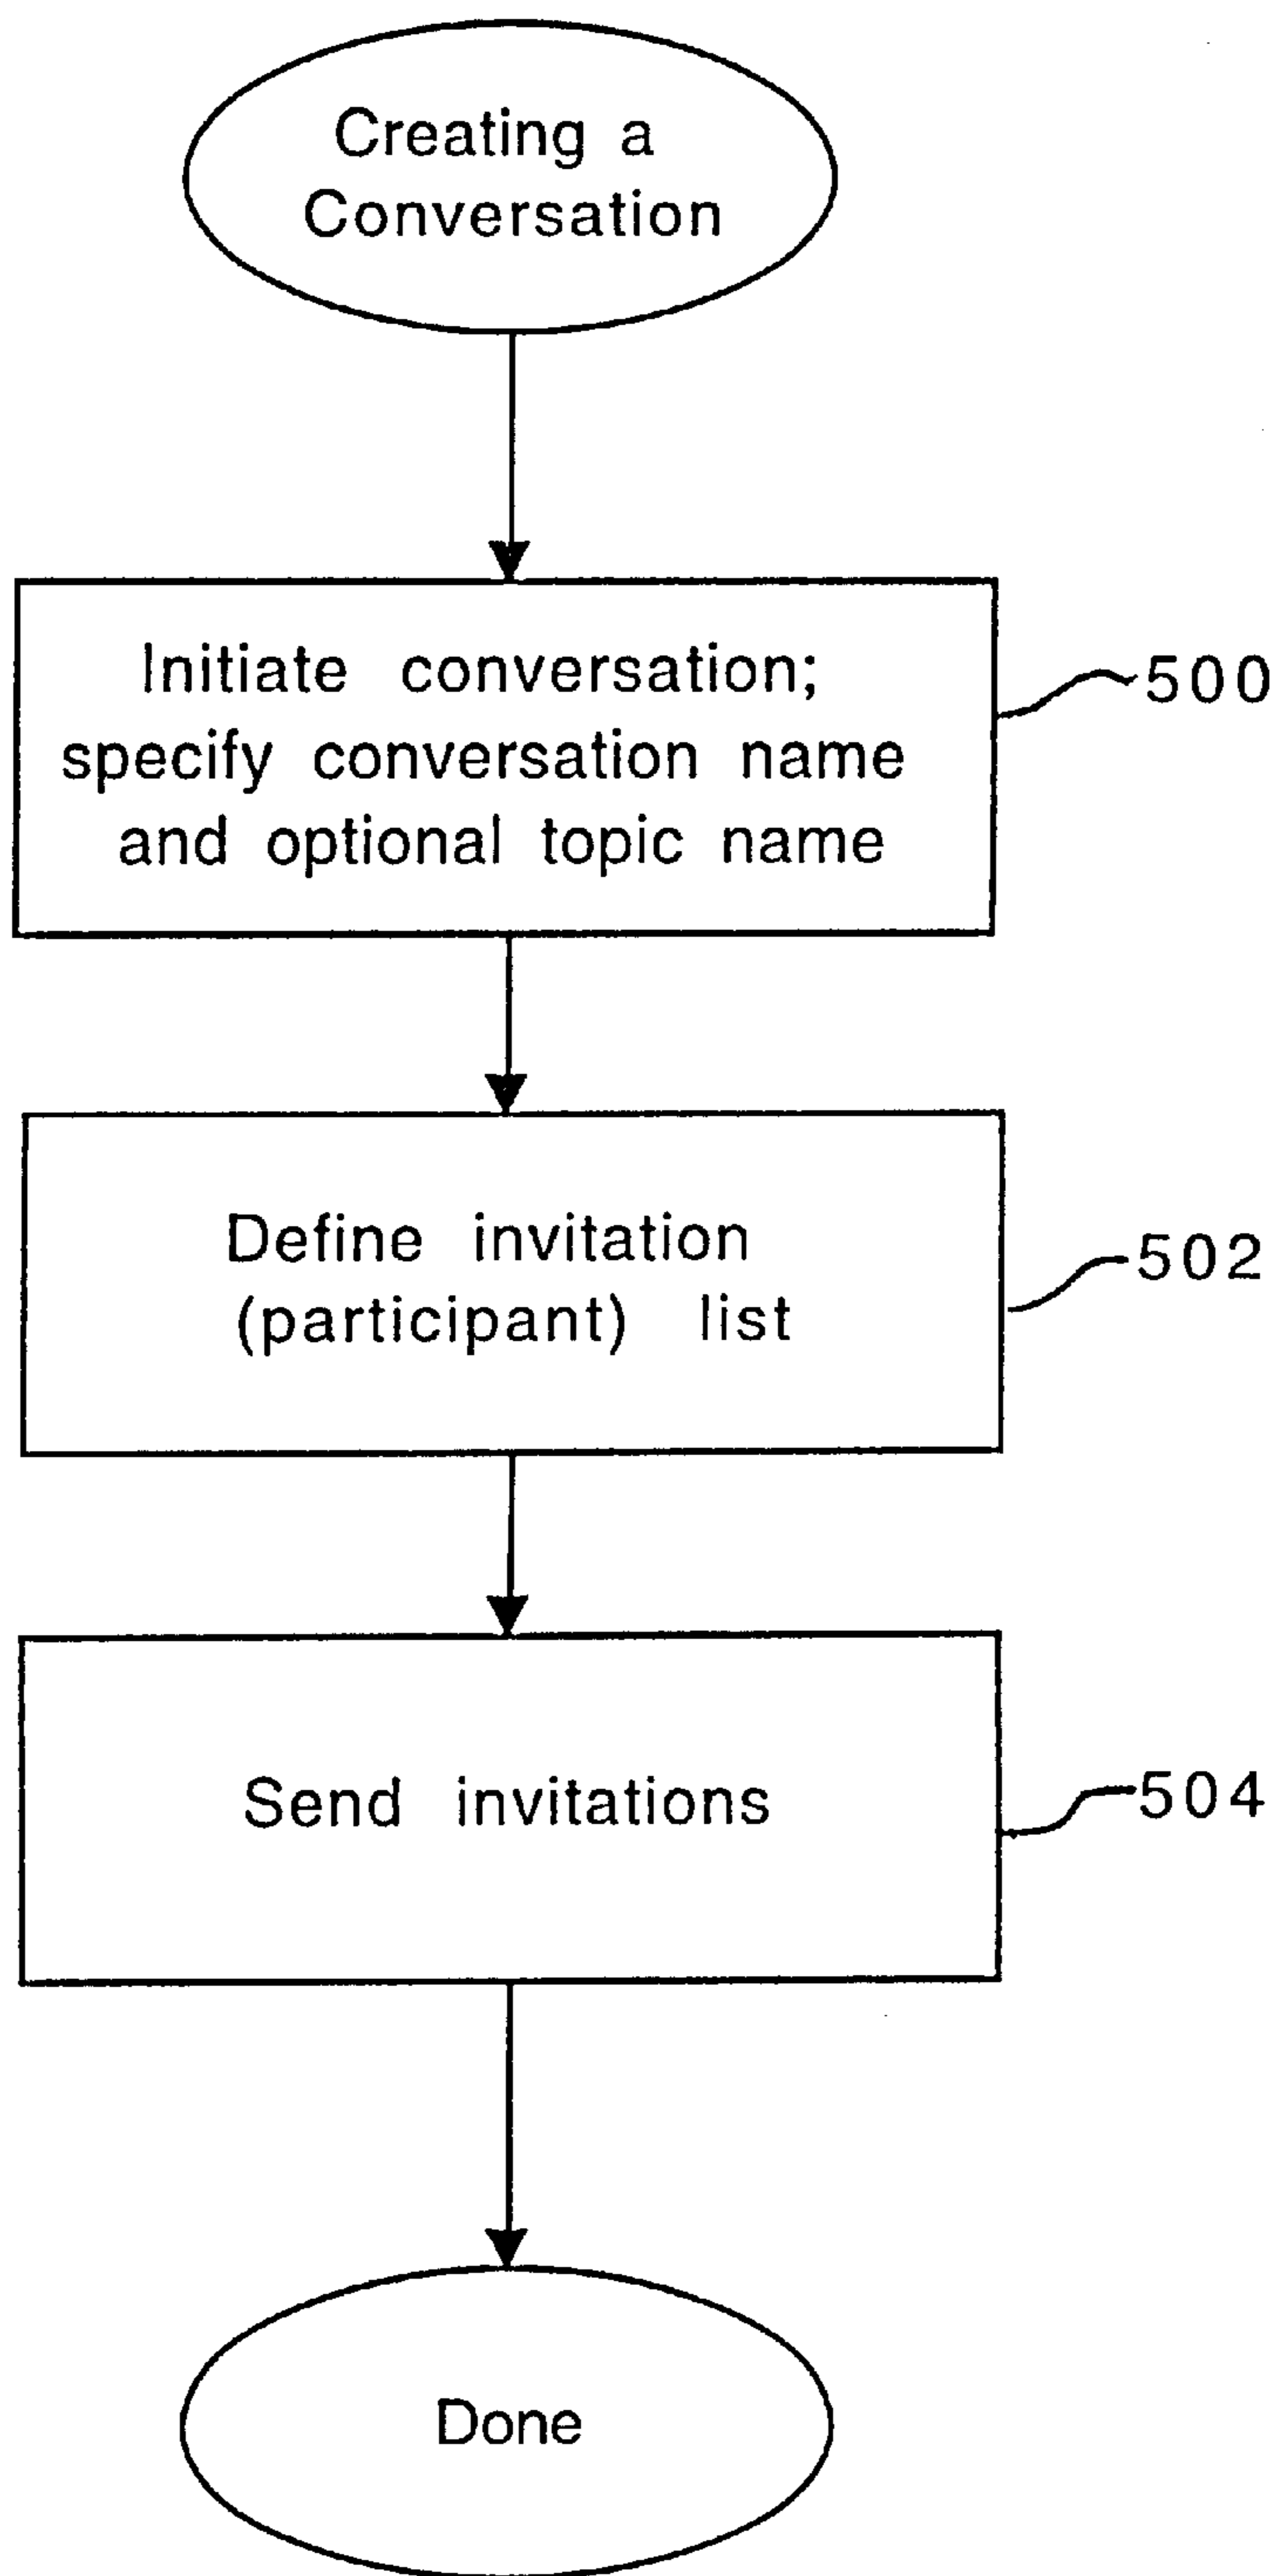 Creating a
Conversation
Initiate conversation;
specify conversation name
and optional topic name
500
Define invitation
(participant) list
502
Send invitations
504
Done